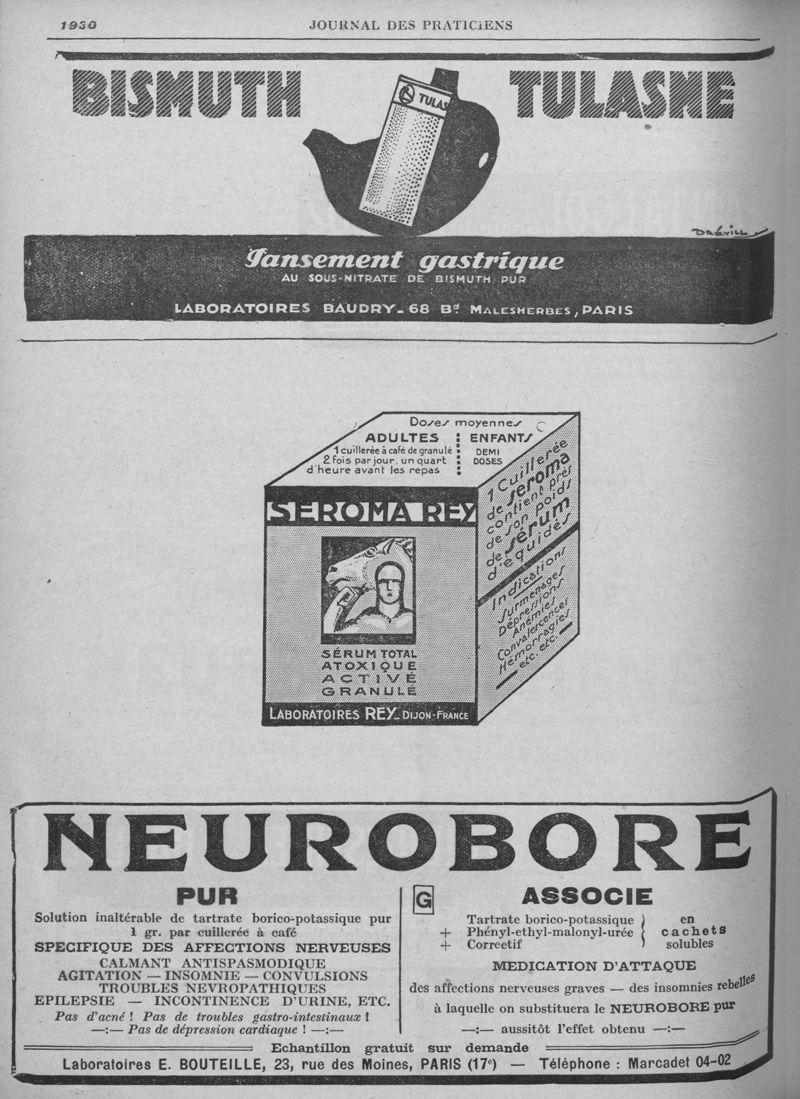 1930
JOURNAL DES PRATICIENS
BISMUTH TULASNE
TULAS
DRÉVILL
Pansement gastrique
AU SOUS-NITRATE DE BISMUTH PUR
LABORATOIRES BAUDRY_68 Bd MALESHERBES, PARIS
Doses moyennes
ADULTES
1 cuillerée à café de granulé
2 fois par jour, un quart
d'heure avant les repas
ENFANTS
DEMI
DOSES
SEROMA REY
SÉRUM TOTAL
ATOXIQUE
ACTIVÉ
GRANULÉ
LABORATOIRES REY_DIJON-FRANCE
1 Cuillerée
de seroma
contient près
de son poids
de sérum
d'équidés
Indications
Surmenages
Dépressions
Anémies
Convalescences
Hémorragies
etc. etc.
NEUROBORE
PUR
Solution inaltérable de tartrate borico-potassique pur
1 gr. par cuillerée à café
SPECIFIQUE DES AFFECTIONS NERVEUSES
CALMANT ANTISPASMODIQUE
AGITATION — INSOMNIE — CONVULSIONS
TROUBLES NEVROPATHIQUES
EPILEPSIE — INCONTINENCE D'URINE, ETC.
Pas d'acné ! Pas de troubles gastro-intestinaux !
—:— Pas de dépression cardiaque ! —:—
G ASSOCIE
Tartrate borico-potassique ) en
+ Phényl-ethyl-malonyl-urée } cachets
+ Correctif ) solubles
MEDICATION D'ATTAQUE
des affections nerveuses graves — des insomnies rebelles
à laquelle on substituera le NEUROBORE pur
—:— aussitôt l'effet obtenu —:—
Echantillon gratuit sur demande
Laboratoires E. BOUTEILLE, 23, rue des Moines, PARIS (17e) — Téléphone : Marcadet 04-02